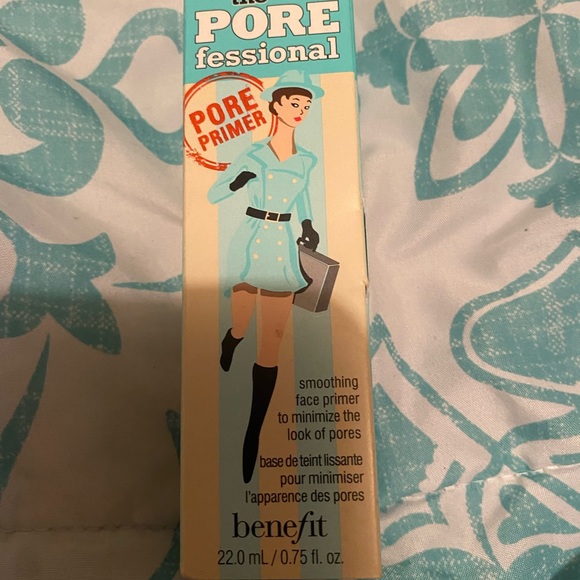 the
PORE
fessional
PORE
PRIMER
smoothing
face primer
to minimize the
look of pores
base de teint lissante
pour minimiser
l'apparence des pores
benefit
22.0 mL / 0.75 fl. oz.